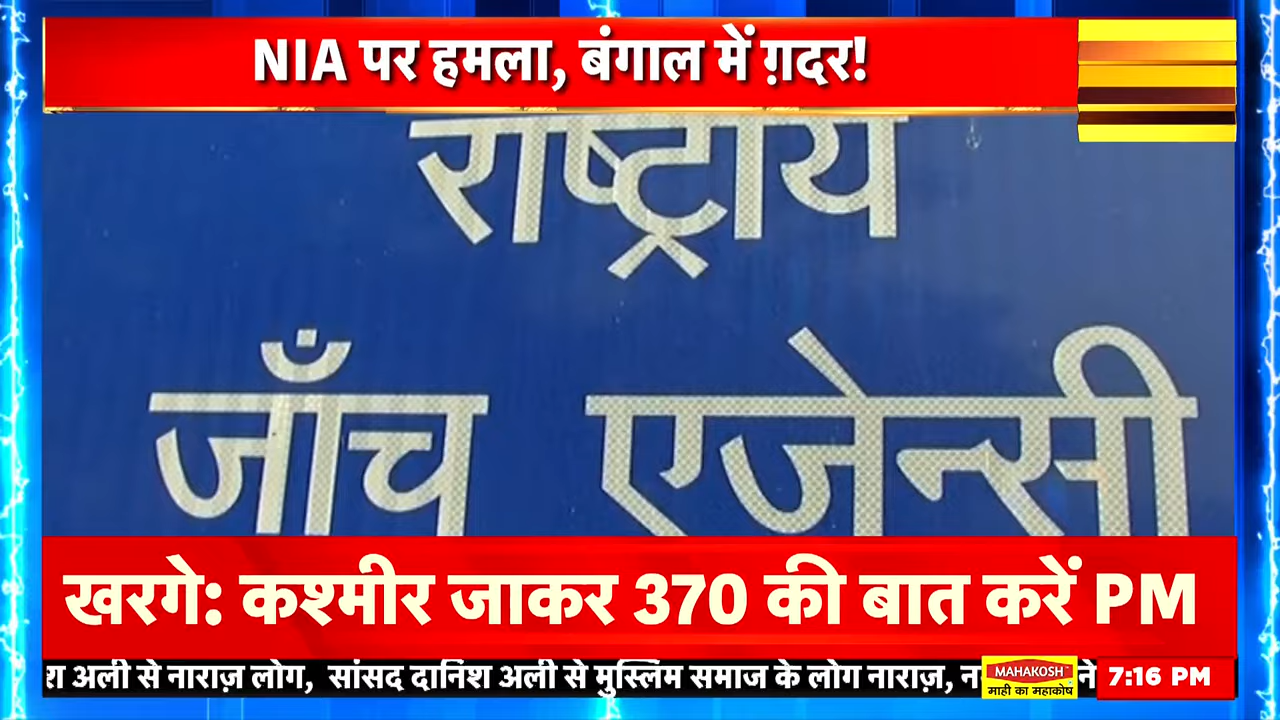 NIA पर हमला, बंगाल में ग़दर!
राष्ट्रीय
जाँच एजेन्सी
खरगे: कश्मीर जाकर 370 की बात करें PM
अली से नाराज़ लोग, सांसद दानिश अली से मुस्लिम समाज के लोग नाराज़,
MAHAKOSH
माही का महाकोष
7:16 PM